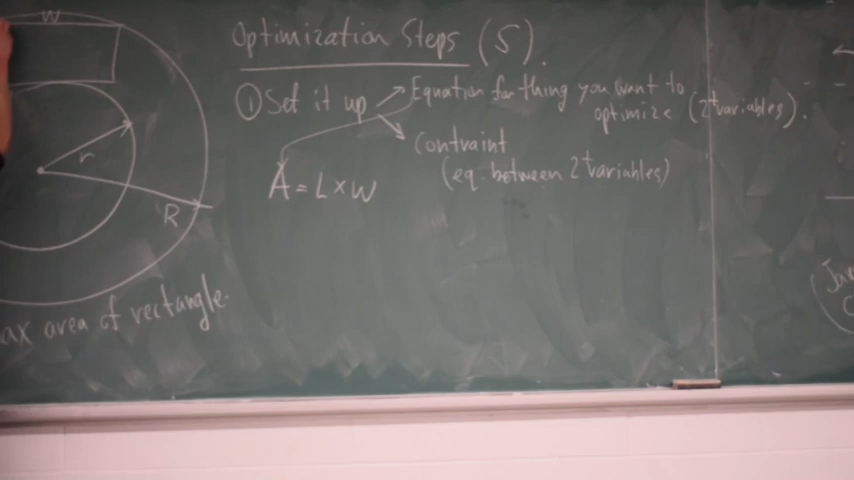 W
r
R
ax area of rectangle.
Optimization Steps (5).
① Set it up
Equation for thing you want to
optimize (2⁺variables).
Contraint
(eq. between 2⁺variables)
A = L × W
Jar
C